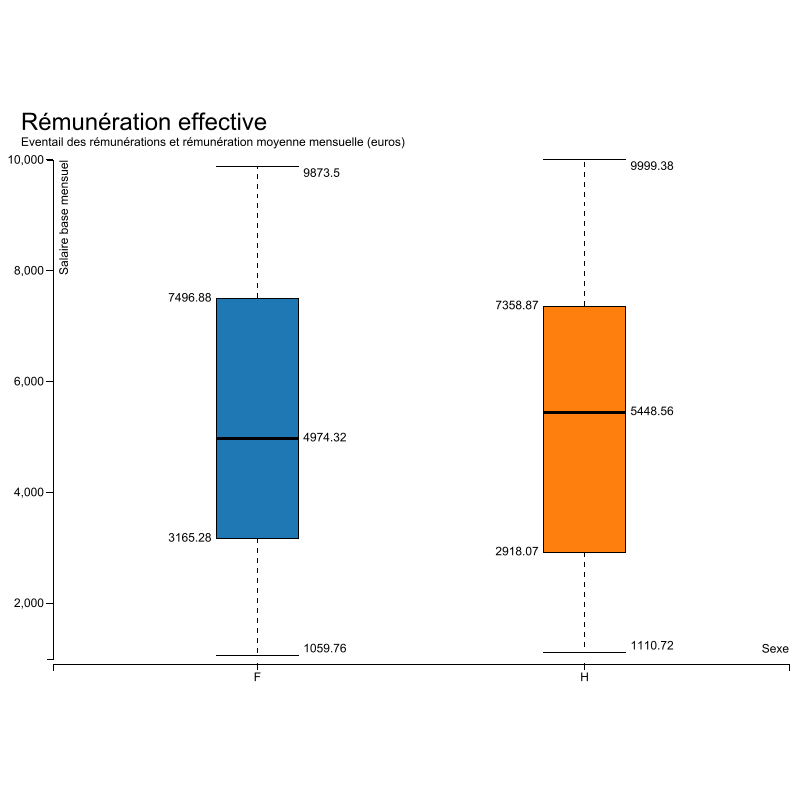 Rémunération effective
Eventail des rémunérations et rémunération moyenne mensuelle (euros)
10,000
Salaire base mensuel
9873.5
9999.38
8,000
7496.88
7358.87
6,000
4974.32
5448.56
4,000
3165.28
2918.07
2,000
1059.76
1110.72
Sexe
F
H